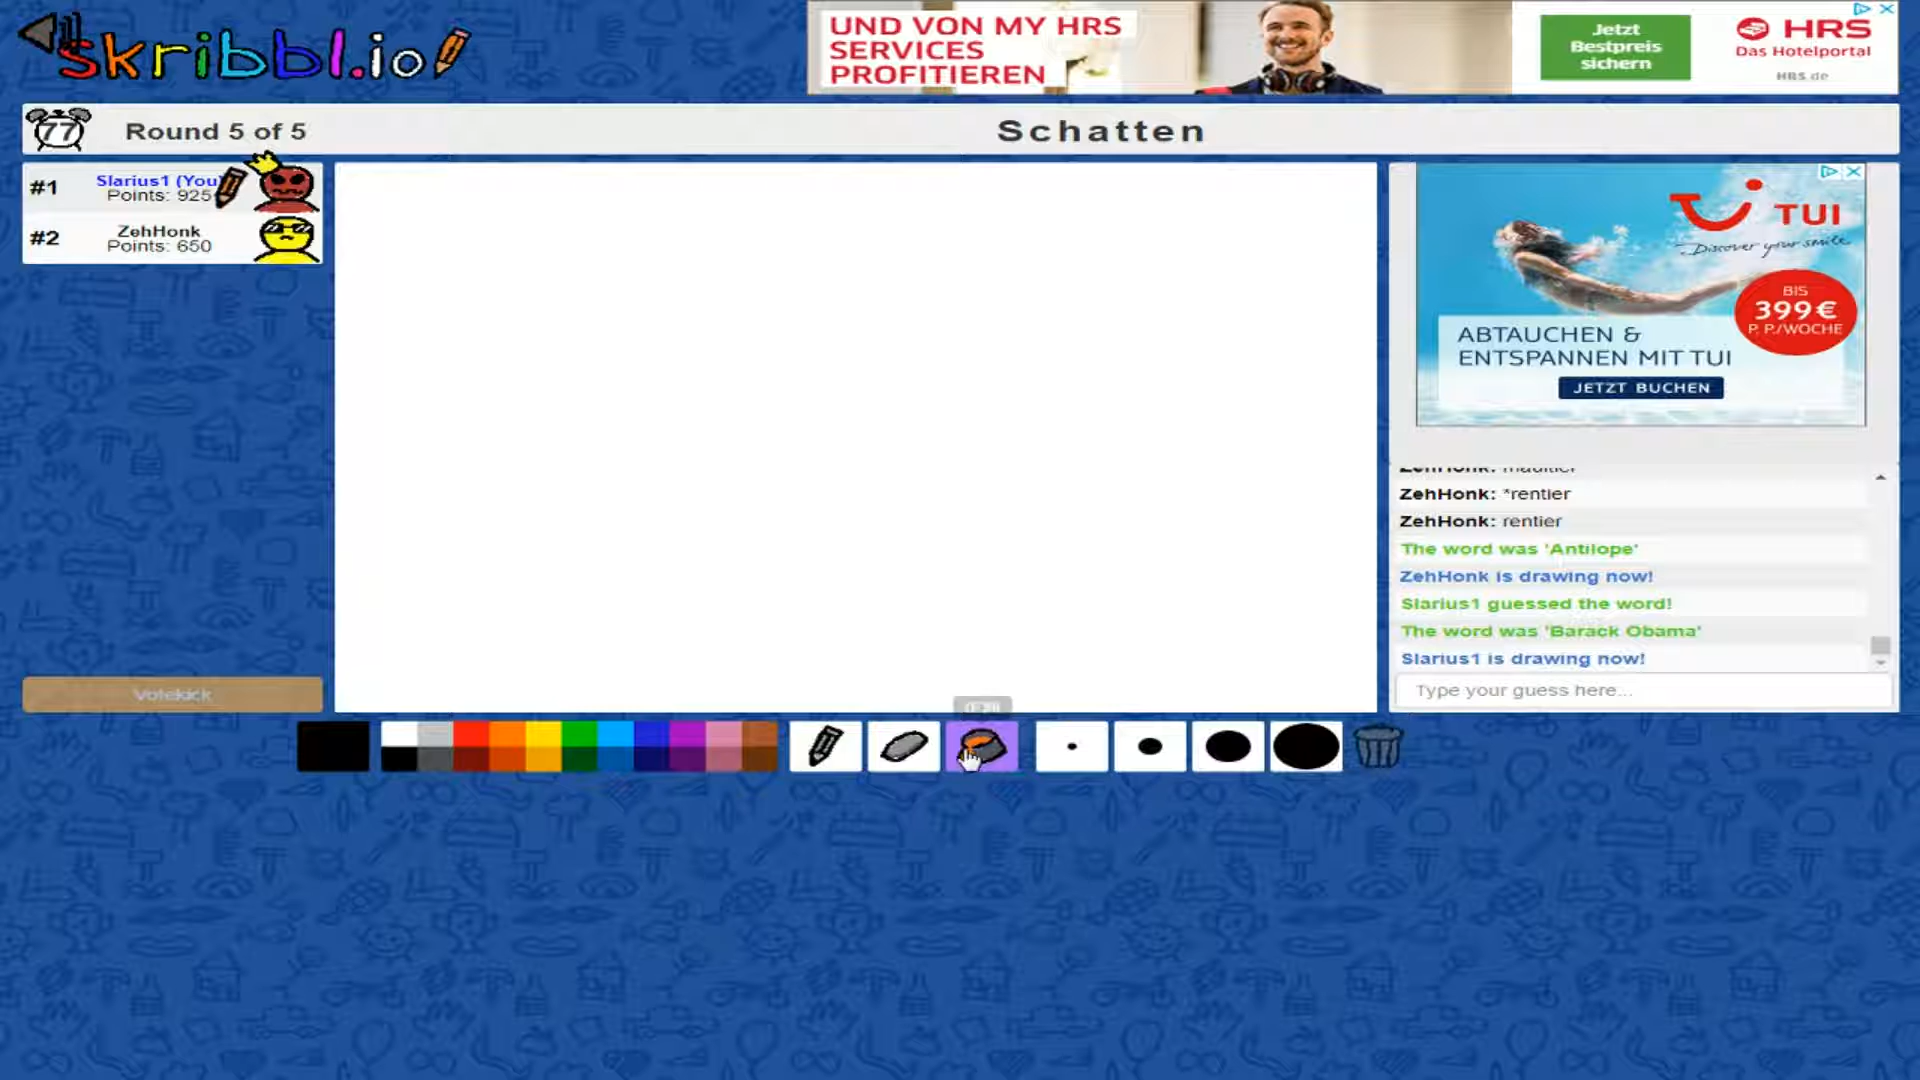 skribbl.io
UND VON MY HRS
SERVICES
PROFITIEREN
Jetzt
Bestpreis
sichern
HRS
Das Hotelportal
HRS.de
77
Round 5 of 5
Schatten
#1
Slarius1 (You)
Points: 925
#2
ZehHonk
Points: 650
TUI
Discover your smile
BIS
399€
P. P./WOCHE
ABTAUCHEN &
ENTSPANNEN MIT TUI
JETZT BUCHEN
ZehHonk:
ZehHonk: *rentier
ZehHonk: rentier
The word was 'Antilope'
ZehHonk is drawing now!
Slarius1 guessed the word!
The word was 'Barack Obama'
Slarius1 is drawing now!
Type your guess here...
Votekick